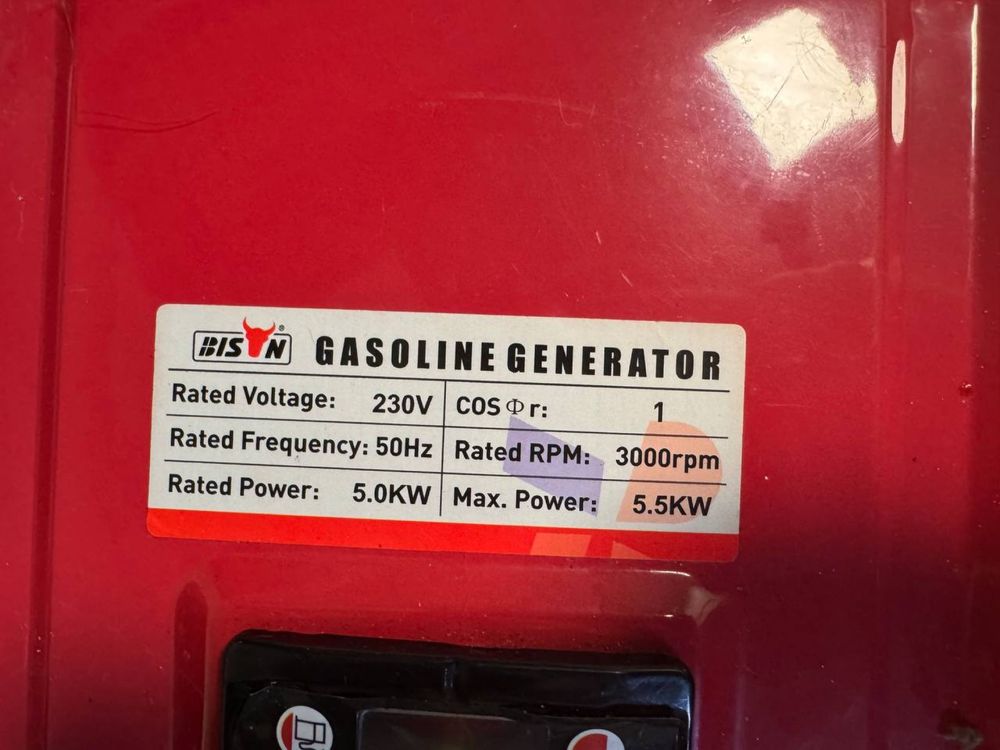 BISON® GASOLINE GENERATOR
Rated Voltage: 230V COS Φ r: 1
Rated Frequency: 50Hz Rated RPM: 3000rpm
Rated Power: 5.0KW Max. Power: 5.5KW